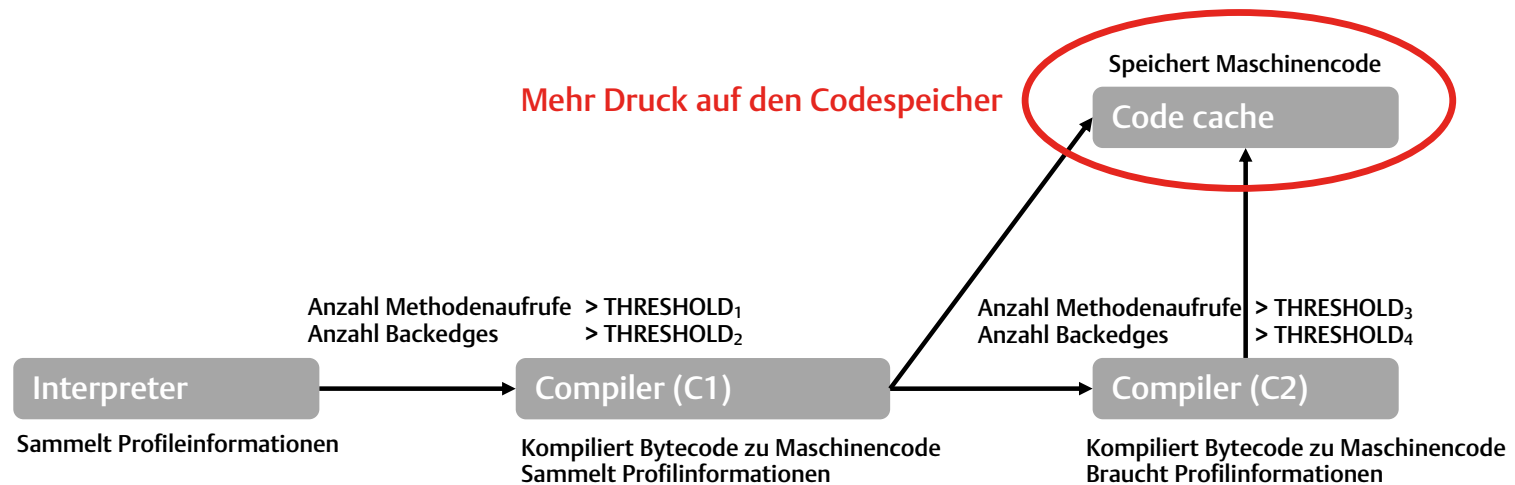 Speichert Maschinencode
Mehr Druck auf den Codespeicher
Code cache
Anzahl Methodenaufrufe > THRESHOLD₁
Anzahl Backedges > THRESHOLD₂
Anzahl Methodenaufrufe > THRESHOLD₃
Anzahl Backedges > THRESHOLD₄
Interpreter
Compiler (C1)
Compiler (C2)
Sammelt Profileinformationen
Kompiliert Bytecode zu Maschinencode
Sammelt Profilinformationen
Kompiliert Bytecode zu Maschinencode
Braucht Profilinformationen